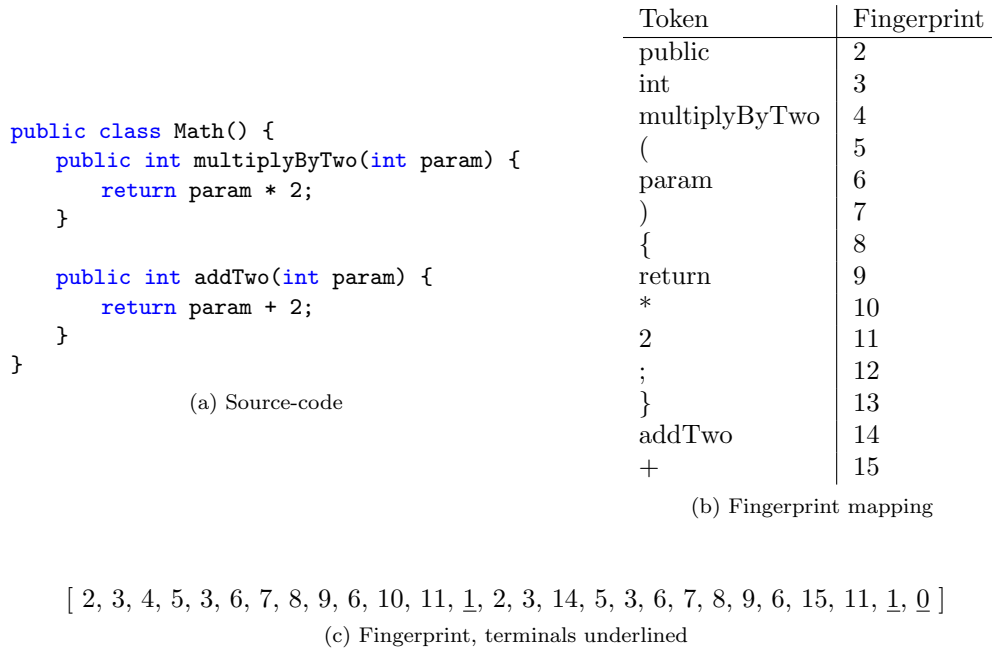 public class Math() {
public int multiplyByTwo(int param) {
return param * 2;
}
public int addTwo(int param) {
return param + 2;
}
}
(a) Source-code
Token Fingerprint
public 2
int 3
multiplyByTwo 4
( 5
param 6
) 7
{ 8
return 9
* 10
2 11
; 12
} 13
addTwo 14
+ 15
(b) Fingerprint mapping
[ 2, 3, 4, 5, 3, 6, 7, 8, 9, 6, 10, 11, 1, 2, 3, 14, 5, 3, 6, 7, 8, 9, 6, 15, 11, 1, 0 ]
(c) Fingerprint, terminals underlined